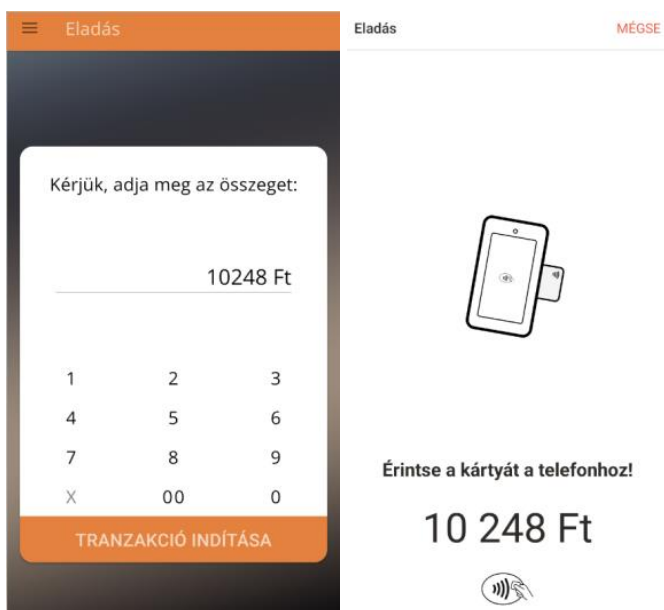 Eladás
Kérjük, adja meg az összeget:
10248 Ft
1 2 3
4 5 6
7 8 9
X 00 0
TRANZAKCIÓ INDÍTÁSA
Eladás MÉGSE
Érintse a kártyát a telefonhoz!
10 248 Ft